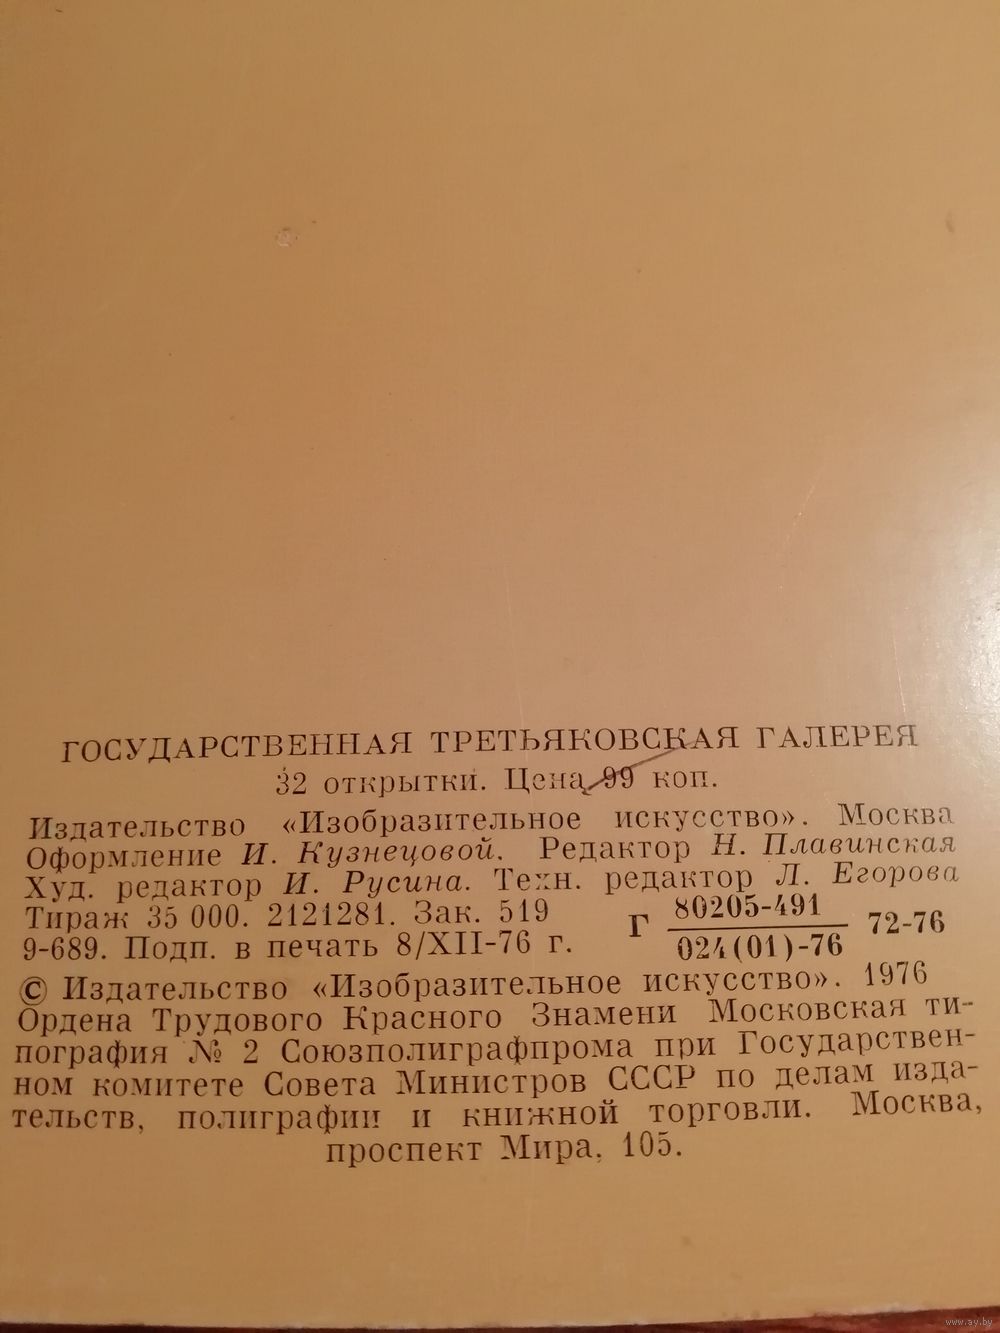 ГОСУДАРСТВЕННАЯ ТРЕТЬЯКОВСКАЯ ГАЛЕРЕЯ
32 открытки. Цена 99 коп.
Издательство «Изобразительное искусство». Москва
Оформление И. Кузнецовой. Редактор Н. Плавинская
Худ. редактор И. Русина. Техн. редактор Л. Егорова
Тираж 35 000. 2121281. Зак. 519
9-689. Подп. в печать 8/XII-76 г.
Г 80205-491 72-76
024(01)-76
© Издательство «Изобразительное искусство». 1976
Ордена Трудового Красного Знамени Московская ти-
пография № 2 Союзполиграфпрома при Государствен-
ном комитете Совета Министров СССР по делам изда-
тельств, полиграфии и книжной торговли. Москва,
проспект Мира, 105.
www.ay.by